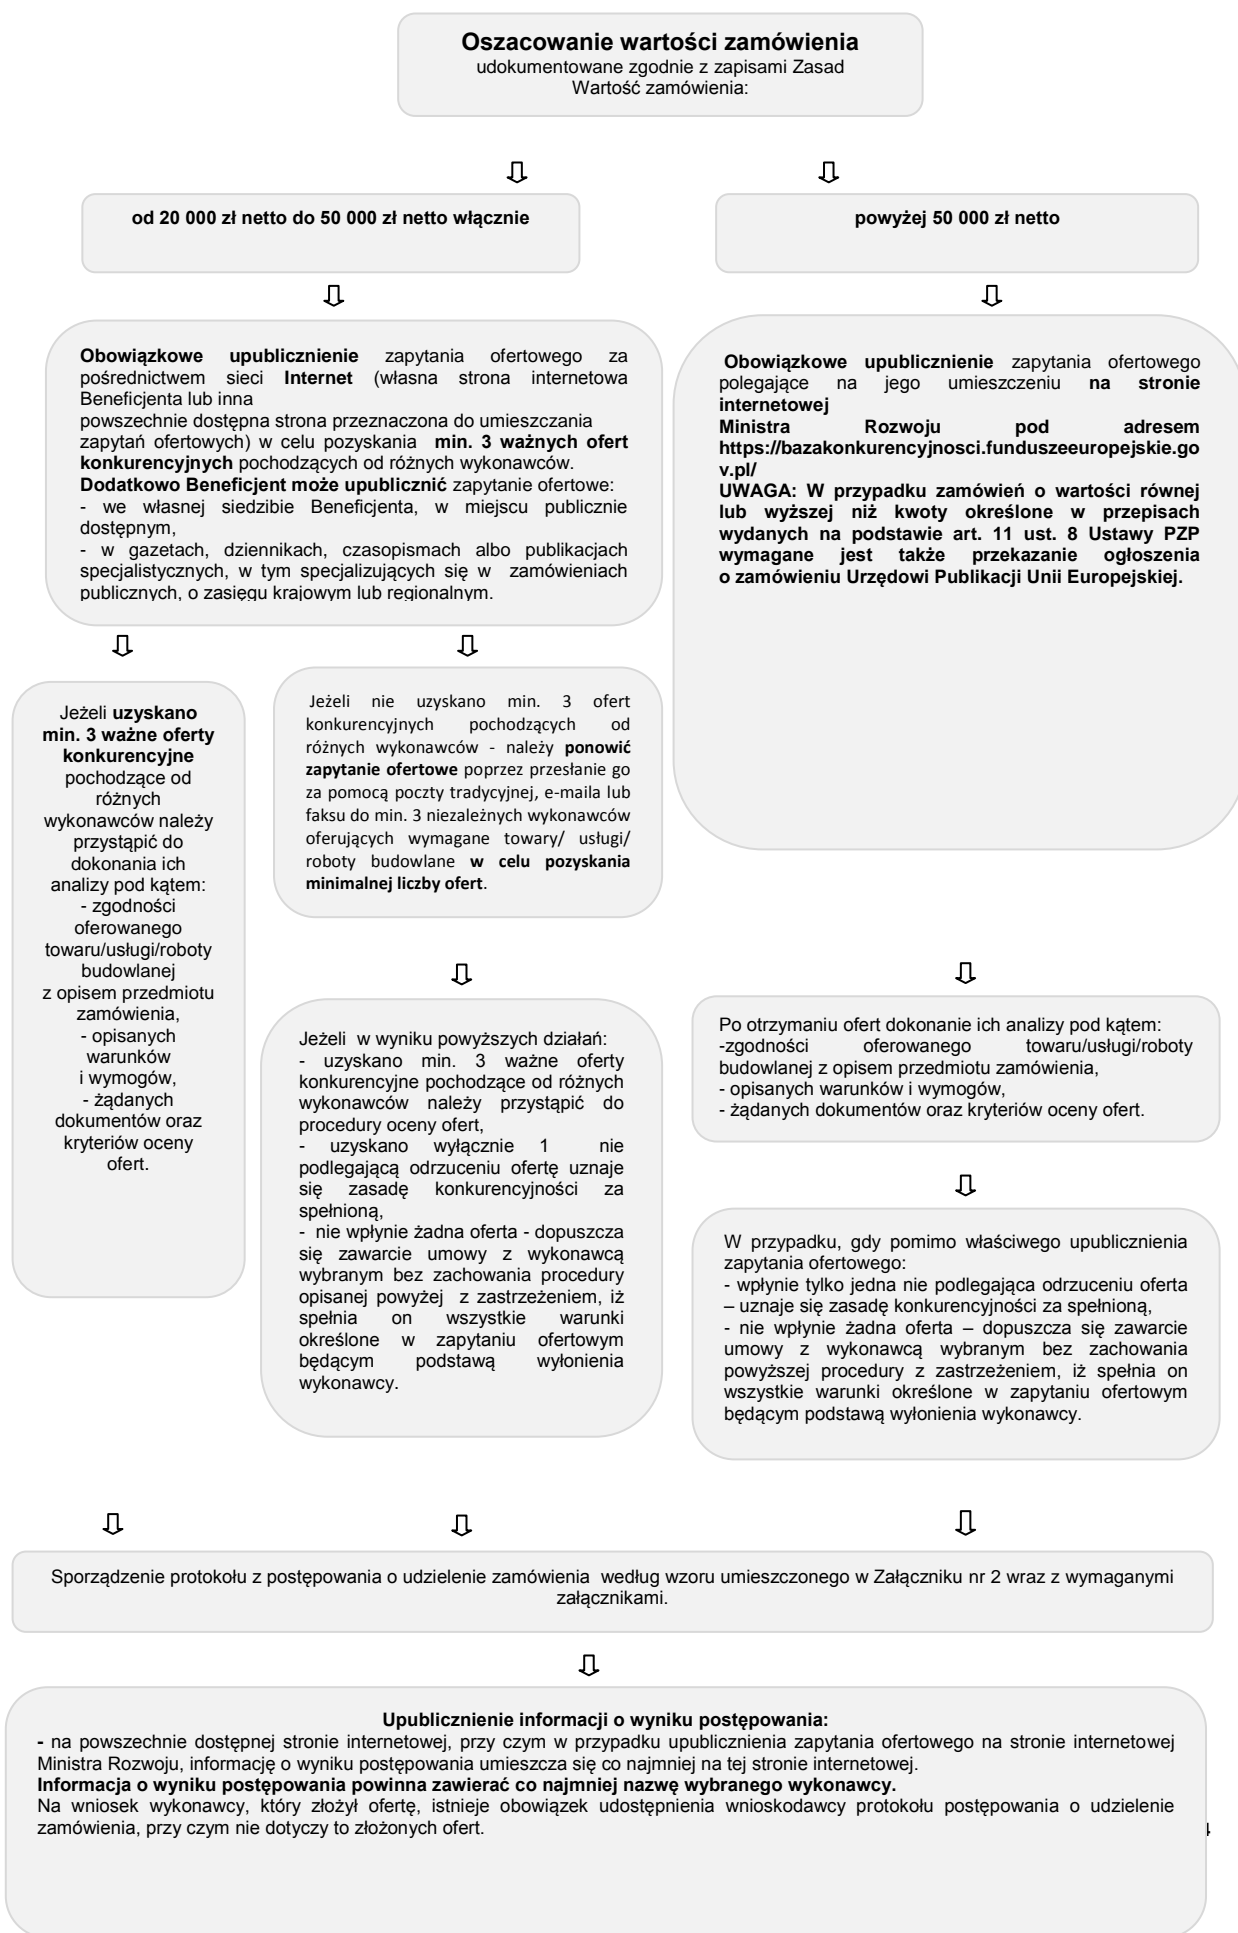 Oszacowanie wartości zamówienia
udokumentowane zgodnie z zapisami Zasad
Wartość zamówienia:
od 20 000 zł netto do 50 000 zł netto włącznie
powyżej 50 000 zł netto
Obowiązkowe upublicznienie zapytania ofertowego za
pośrednictwem sieci Internet (własna strona internetowa
Beneficjenta lub inna
powszechnie dostępna strona przeznaczona do umieszczania
zapytań ofertowych) w celu pozyskania min. 3 ważnych ofert
konkurencyjnych pochodzących od różnych wykonawców.
Dodatkowo Beneficjent może upublicznić zapytanie ofertowe:
- we własnej siedzibie Beneficjenta, w miejscu publicznie
dostępnym,
- w gazetach, dziennikach, czasopismach albo publikacjach
specjalistycznych, w tym specjalizujących się w zamówieniach
publicznych, o zasięgu krajowym lub regionalnym.
Obowiązkowe upublicznienie zapytania ofertowego
polegające na jego umieszczeniu na stronie
internetowej
Ministra Rozwoju pod adresem
https://bazakonkurencyjnosci.funduszeeuropejskie.go
v.pl/
UWAGA: W przypadku zamówień o wartości równej
lub wyższej niż kwoty określone w przepisach
wydanych na podstawie art. 11 ust. 8 Ustawy PZP
wymagane jest także przekazanie ogłoszenia
o zamówieniu Urzędowi Publikacji Unii Europejskiej.
Jeżeli uzyskano
min. 3 ważne oferty
konkurencyjne
pochodzące od
różnych
wykonawców należy
przystąpić do
dokonania ich
analizy pod kątem:
- zgodności
oferowanego
towaru/usługi/roboty
budowlanej
z opisem przedmiotu
zamówienia,
- opisanych
warunków
i wymogów,
- żądanych
dokumentów oraz
kryteriów oceny
ofert.
Jeżeli nie uzyskano min. 3 ofert
konkurencyjnych pochodzących od
różnych wykonawców - należy ponowić
zapytanie ofertowe poprzez przesłanie go
za pomocą poczty tradycyjnej, e-maila lub
faksu do min. 3 niezależnych wykonawców
oferujących wymagane towary/ usługi/
roboty budowlane w celu pozyskania
minimalnej liczby ofert.
Jeżeli w wyniku powyższych działań:
- uzyskano min. 3 ważne oferty
konkurencyjne pochodzące od różnych
wykonawców należy przystąpić do
procedury oceny ofert,
- uzyskano wyłącznie 1 nie
podlegającą odrzuceniu ofertę uznaje
się zasadę konkurencyjności za
spełnioną,
- nie wpłynie żadna oferta - dopuszcza
się zawarcie umowy z wykonawcą
wybranym bez zachowania procedury
opisanej powyżej z zastrzeżeniem, iż
spełnia on wszystkie warunki
określone w zapytaniu ofertowym
będącym podstawą wyłonienia
wykonawcy.
Po otrzymaniu ofert dokonanie ich analizy pod kątem:
-zgodności oferowanego towaru/usługi/roboty
budowlanej z opisem przedmiotu zamówienia,
- opisanych warunków i wymogów,
- żądanych dokumentów oraz kryteriów oceny ofert.
W przypadku, gdy pomimo właściwego upublicznienia
zapytania ofertowego:
- wpłynie tylko jedna nie podlegająca odrzuceniu oferta
– uznaje się zasadę konkurencyjności za spełnioną,
- nie wpłynie żadna oferta – dopuszcza się zawarcie
umowy z wykonawcą wybranym bez zachowania
powyższej procedury z zastrzeżeniem, iż spełnia on
wszystkie warunki określone w zapytaniu ofertowym
będącym podstawą wyłonienia wykonawcy.
Sporządzenie protokołu z postępowania o udzielenie zamówienia według wzoru umieszczonego w Załączniku nr 2 wraz z wymaganymi
załącznikami.
Upublicznienie informacji o wyniku postępowania:
- na powszechnie dostępnej stronie internetowej, przy czym w przypadku upublicznienia zapytania ofertowego na stronie internetowej
Ministra Rozwoju, informację o wyniku postępowania umieszcza się co najmniej na tej stronie internetowej.
Informacja o wyniku postępowania powinna zawierać co najmniej nazwę wybranego wykonawcy.
Na wniosek wykonawcy, który złożył ofertę, istnieje obowiązek udostępnienia wnioskodawcy protokołu postępowania o udzielenie
zamówienia, przy czym nie dotyczy to złożonych ofert.